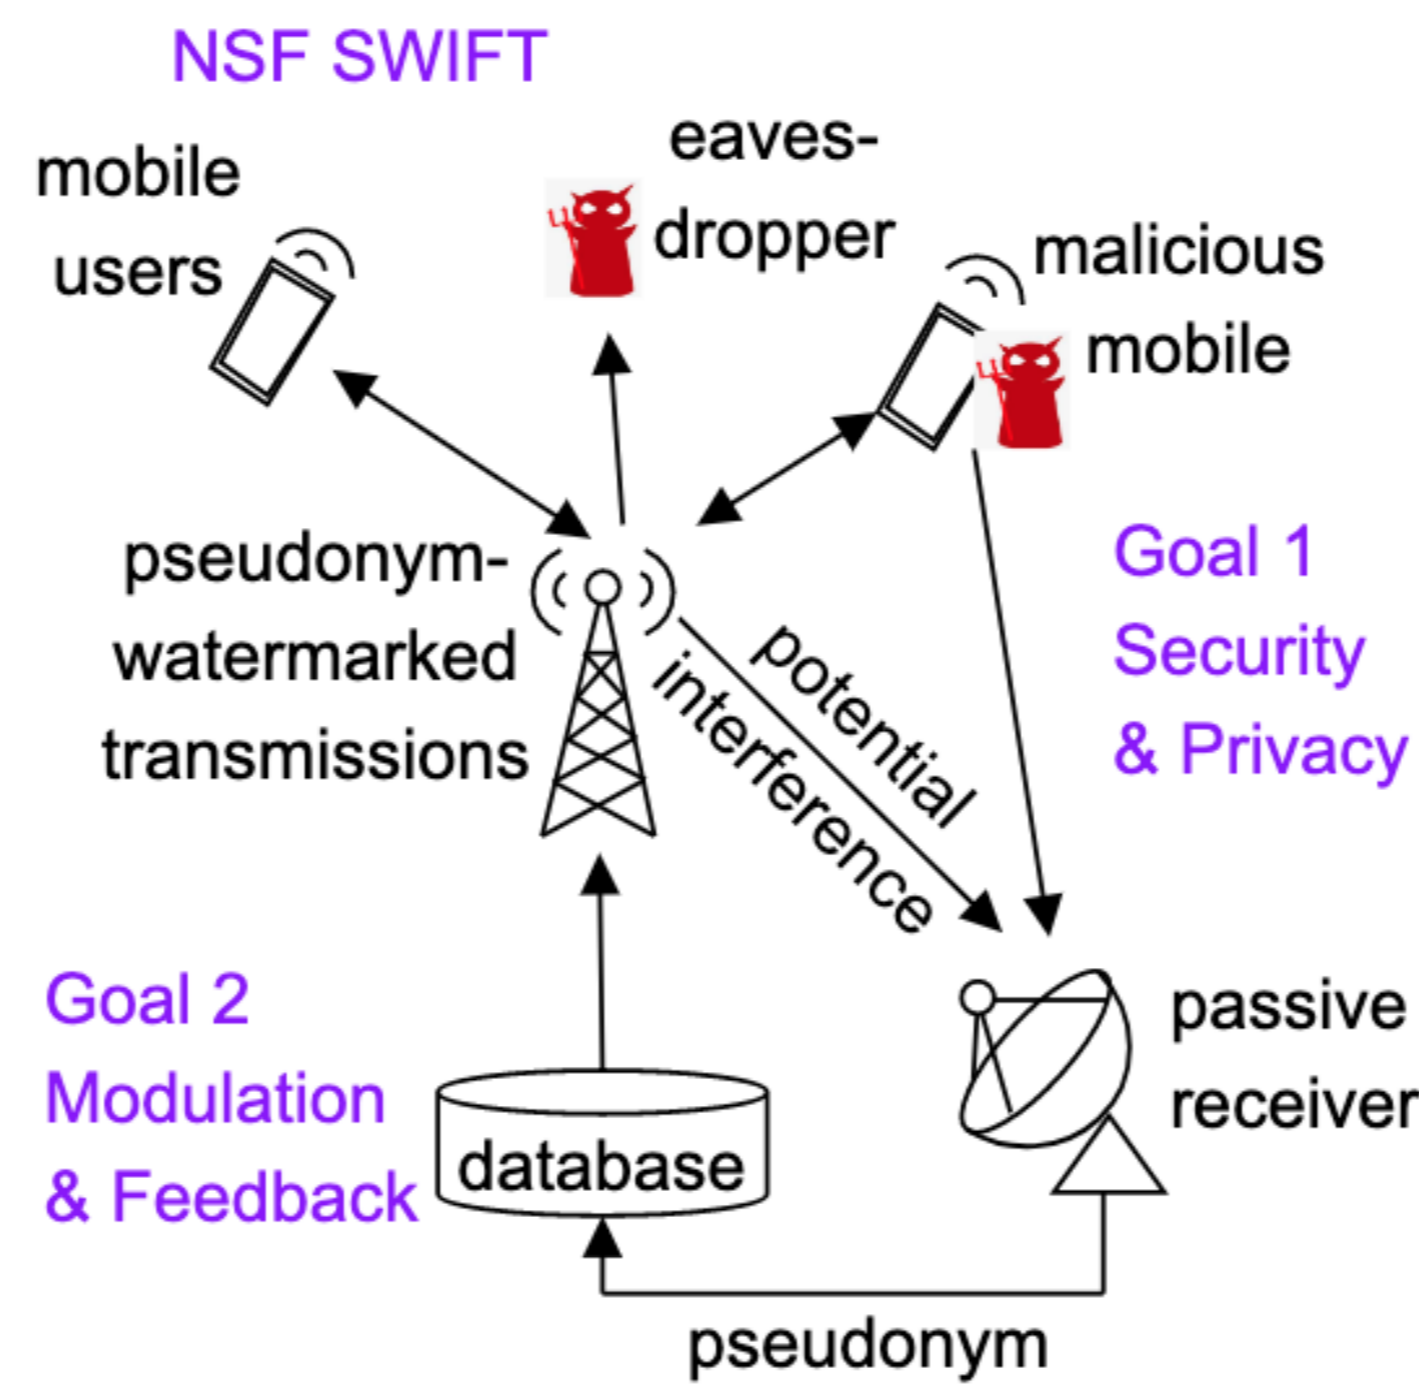 NSF SWIFT
mobile
users
eaves-
dropper
malicious
mobile
pseudonym-
watermarked
transmissions
potential
interference
Goal 1
Security
& Privacy
Goal 2
Modulation
& Feedback
database
passive
receiver
pseudonym